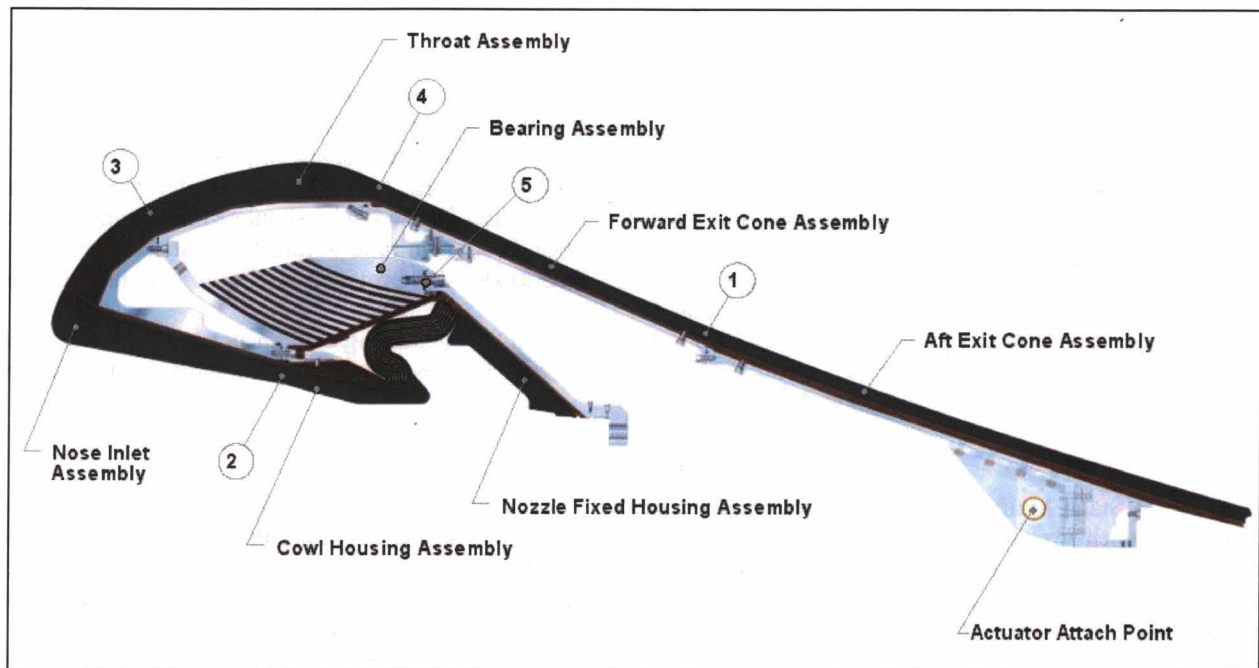 Throat Assembly
4
Bearing Assembly
3
5
Forward Exit Cone Assembly
1
Aft Exit Cone Assembly
Nose Inlet
Assembly
2
Nozzle Fixed Housing Assembly
Cowl Housing Assembly
Actuator Attach Point